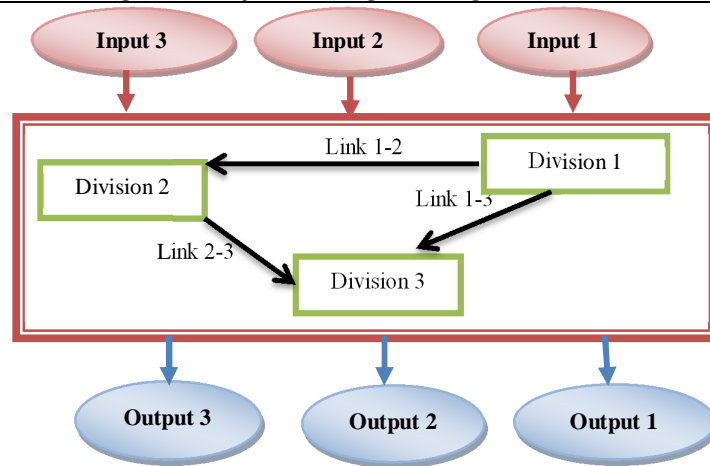 Input 3
Input 2
Input 1
Link 1-2
Division 1
Division 2
Link 1-3
Link 2-3
Division 3
Output 3
Output 2
Output 1